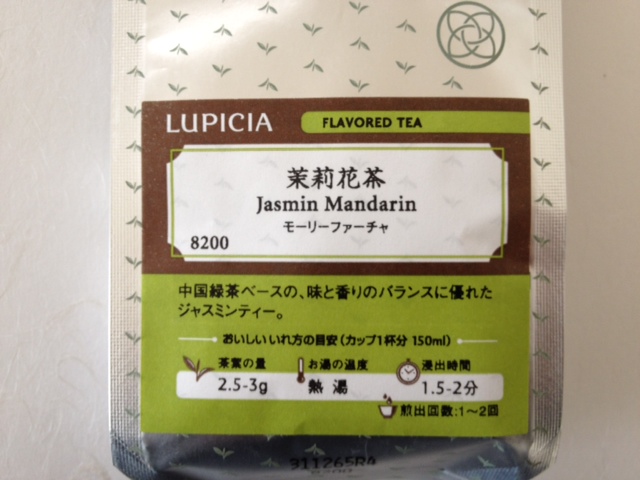 LUPICIA FLAVORED TEA
茉莉花茶
Jasmin Mandarin
モーリーファーチャ
8200
中国緑茶ベースの、味と香りのバランスに優れた
ジャスミンティー。
おいしいいれ方の目安(カップ1杯分 150ml)
茶葉の量 お湯の温度 浸出時間
2.5-3g 熱湯 1.5-2分
煎出回数:1〜2回
311265RA